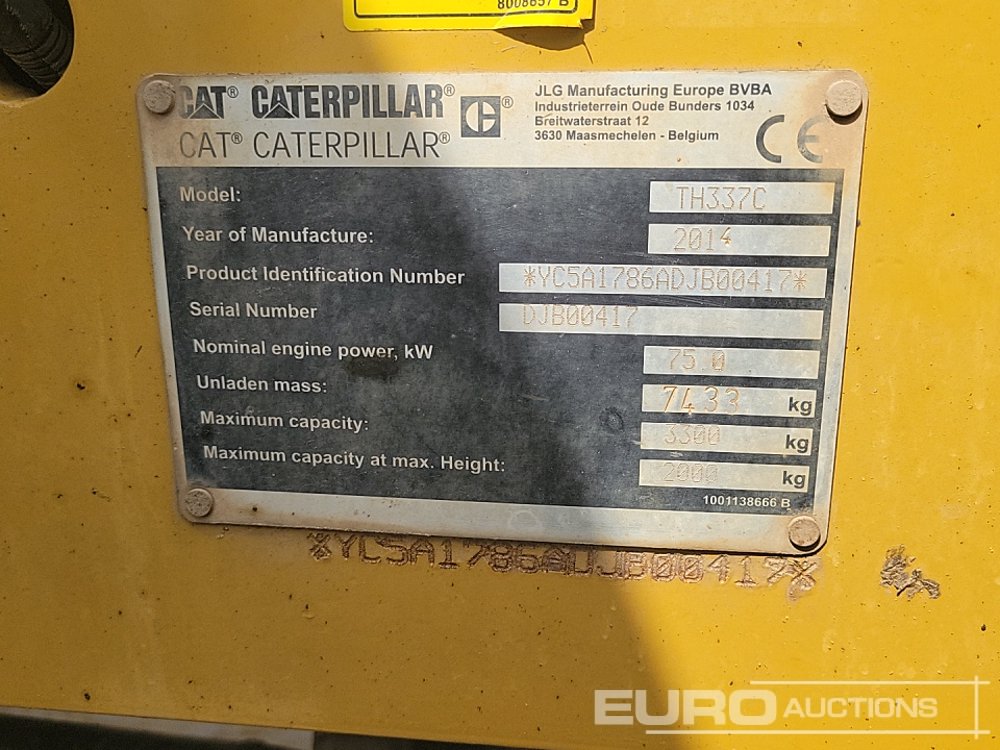 8008657 B
CAT® CATERPILLAR® C®
CAT® CATERPILLAR®
JLG Manufacturing Europe BVBA
Industrieterrein Oude Bunders 1034
Breitwaterstraat 12
3630 Maasmechelen - Belgium
CE
Model: TH337C
Year of Manufacture: 2014
Product Identification Number *YC5A1786ADJB00417*
Serial Number DJB00417
Nominal engine power, kW 75.0
Unladen mass: 7433 kg
Maximum capacity: 3300 kg
Maximum capacity at max. Height: 2000 kg
1001138666 B
*YC5A1786ADJB00417*
EURO AUCTIONS